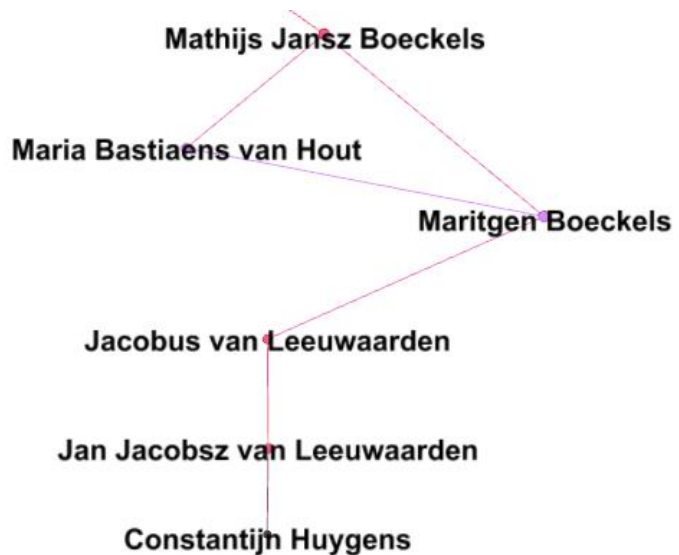 Mathijs Jansz Boeckels
Maria Bastiaens van Hout
Maritgen Boeckels
Jacobus van Leeuwaarden
Jan Jacobsz van Leeuwaarden
Constantijn Huygens